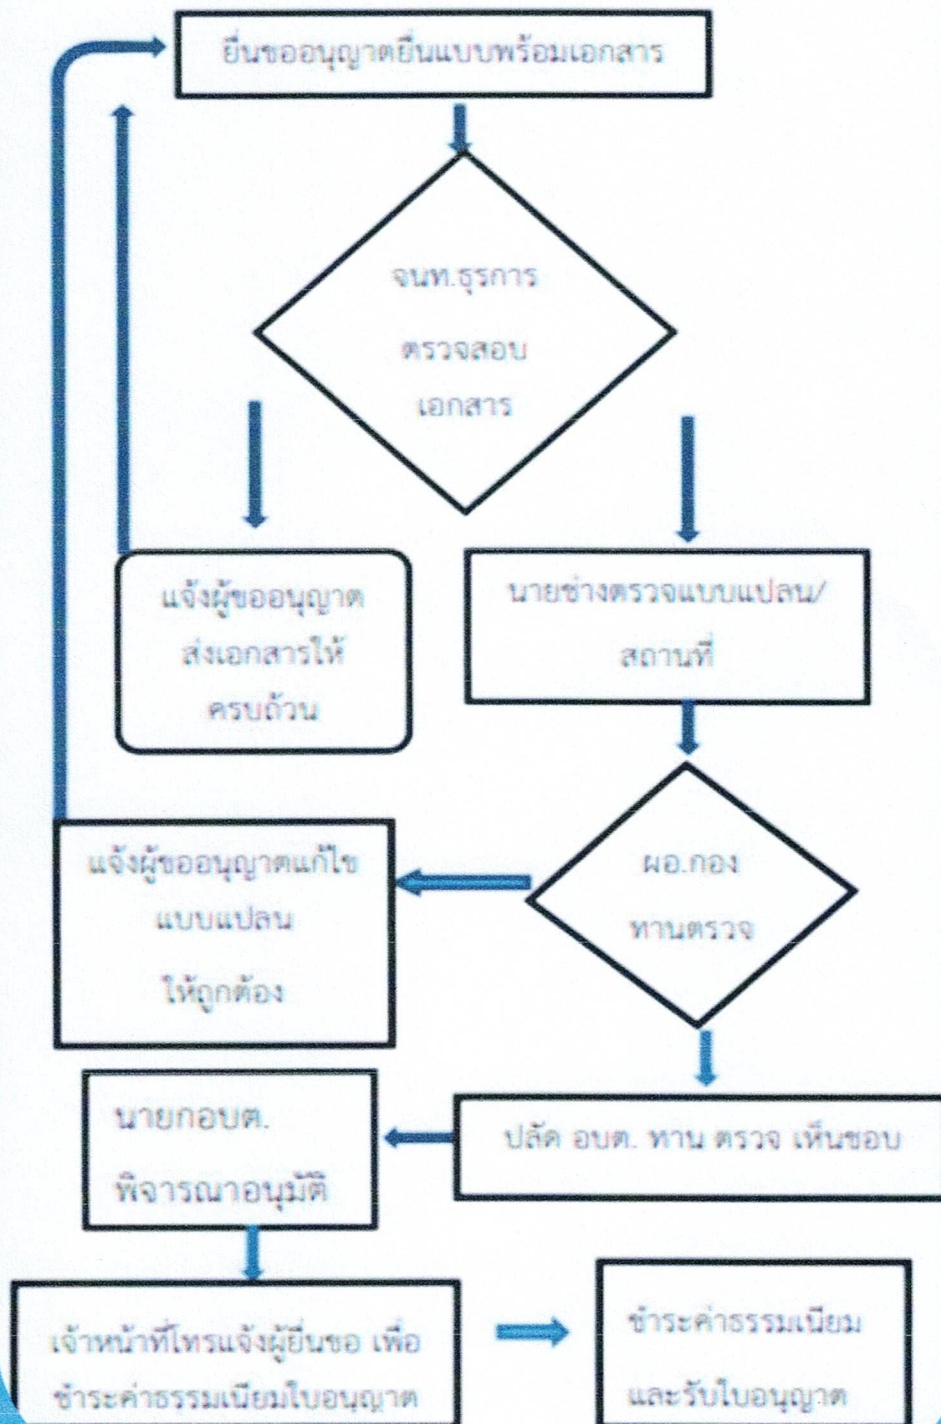 ยื่นขออนุญาตยื่นแบบพร้อมเอกสาร
จนท.ธุรการ
ตรวจสอบ
เอกสาร
แจ้งผู้ขออนุญาต
ส่งเอกสารให้
ครบถ้วน
นายช่างตรวจแบบแปลน/
สถานที่
ผอ.กอง
ทานตรวจ
แจ้งผู้ขออนุญาตแก้ไข
แบบแปลน
ให้ถูกต้อง
ปลัด อบต. ทาน ตรวจ เห็นชอบ
นายกอบต.
พิจารณาอนุมัติ
เจ้าหน้าที่โทรแจ้งผู้ยื่นขอ เพื่อ
ชำระค่าธรรมเนียมใบอนุญาต
ชำระค่าธรรมเนียม
และรับใบอนุญาต